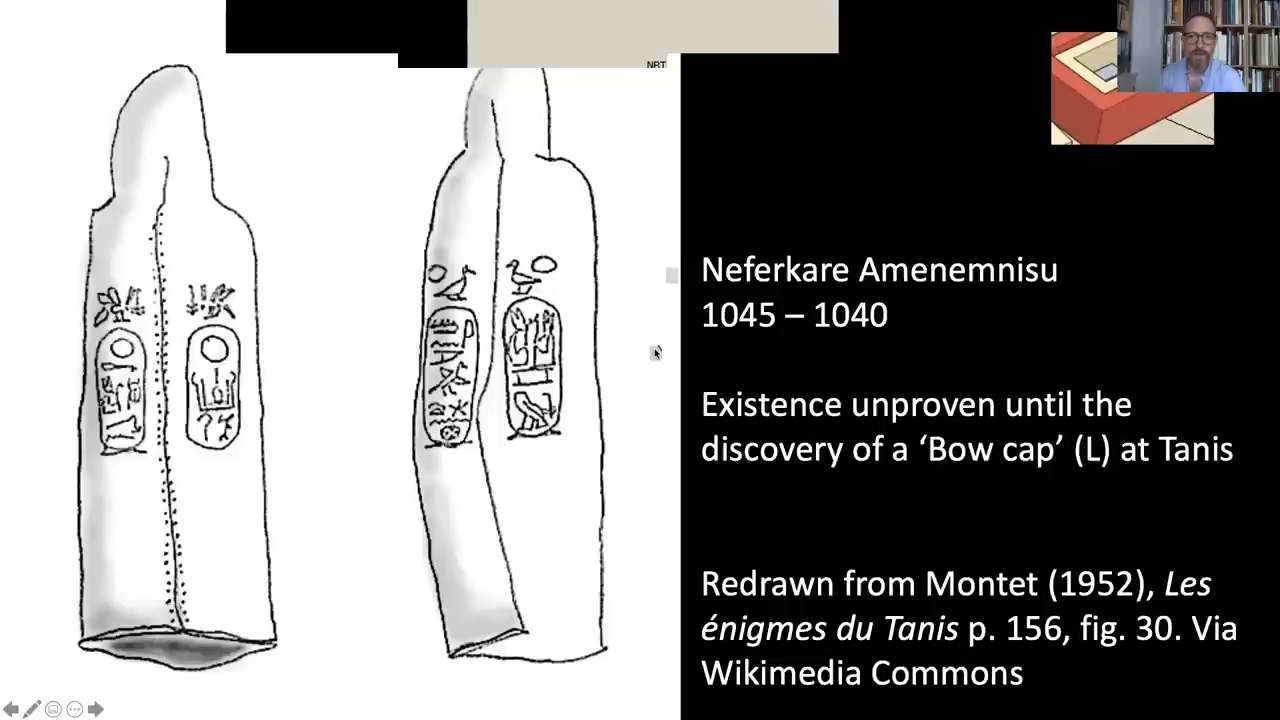 NRT
Neferkare Amenemnisu
1045 – 1040
Existence unproven until the
discovery of a ‘Bow cap’ (L) at Tanis
Redrawn from Montet (1952), Les
énigmes du Tanis p. 156, fig. 30. Via
Wikimedia Commons